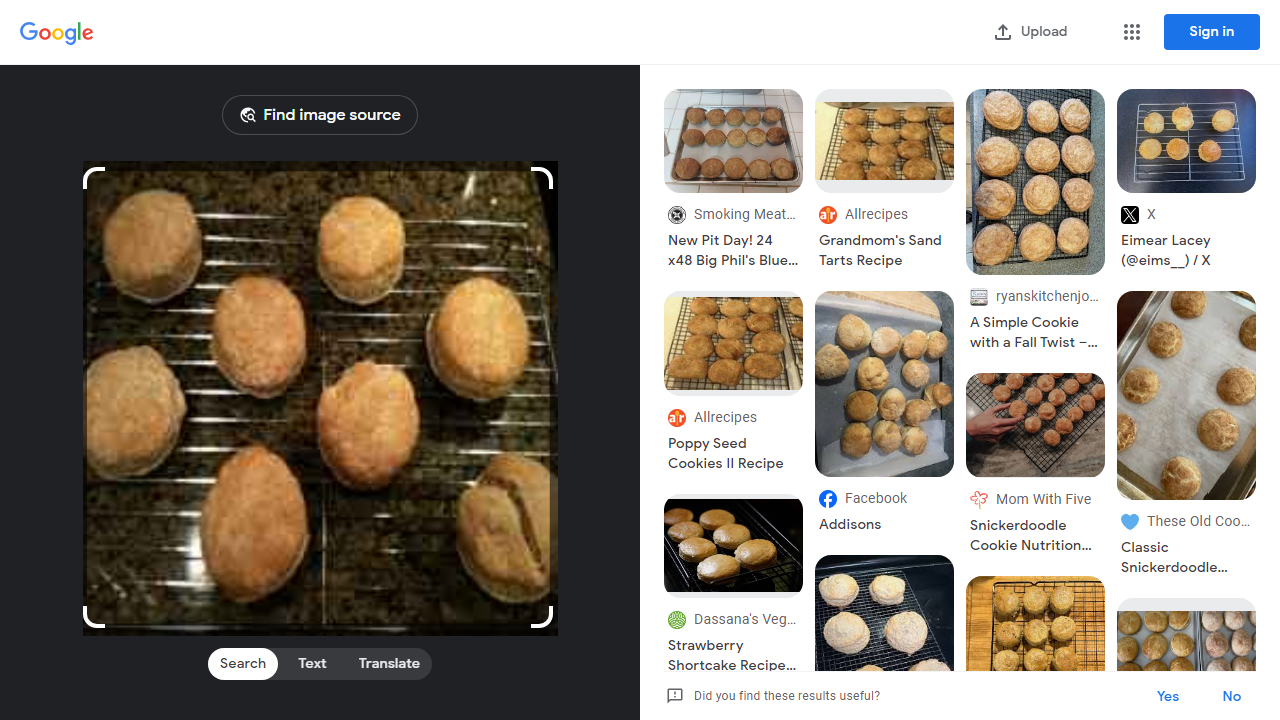 Google
Upload
Sign in
Find image source
Search
Text
Translate
Smoking Meat...
New Pit Day! 24
x48 Big Phil's Blue...
Allrecipes
Poppy Seed
Cookies II Recipe
Dassana's Veg...
Strawberry
Shortcake Recipe...
Allrecipes
Grandmom's Sand
Tarts Recipe
Facebook
Addisons
ryanskitchenjo...
A Simple Cookie
with a Fall Twist –...
Mom With Five
Snickerdoodle
Cookie Nutrition...
X
Eimear Lacey
(@eims__) / X
These Old Coo...
Classic
Snickerdoodle...
Did you find these results useful?
Yes
No